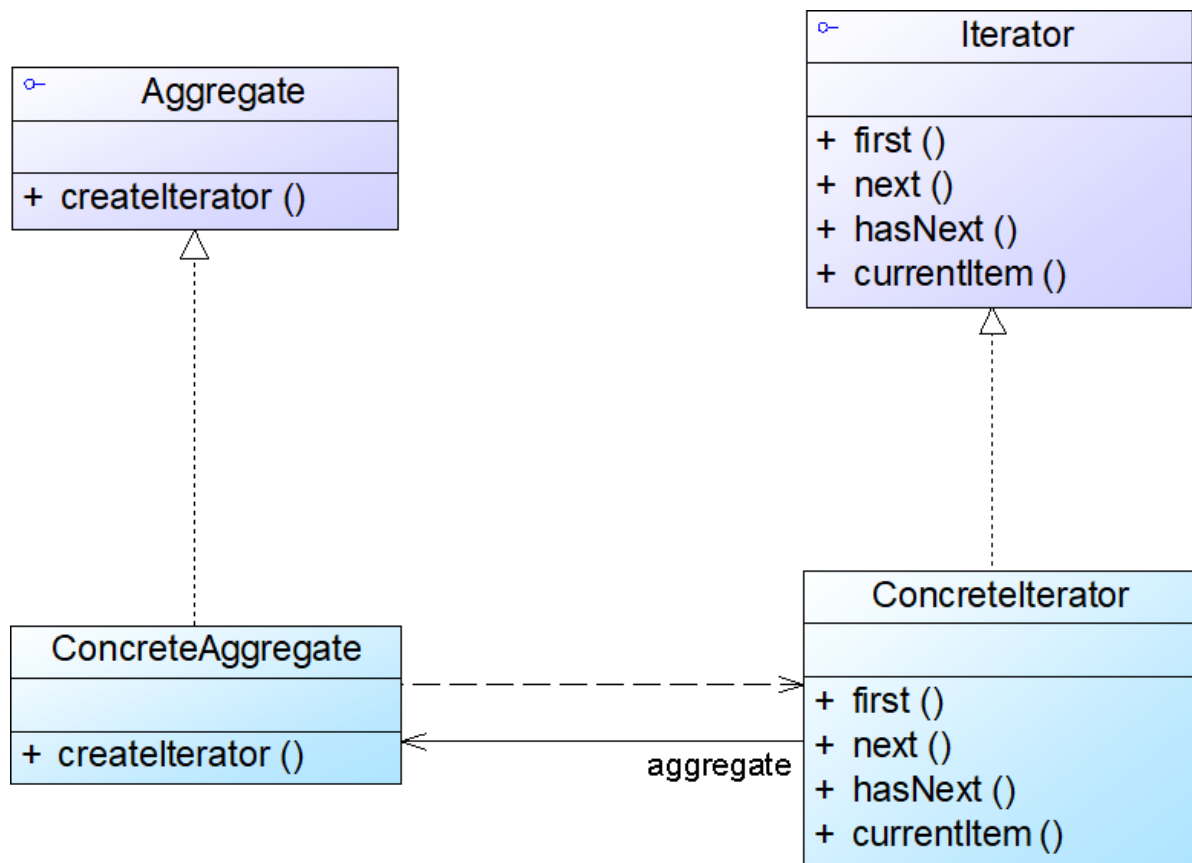 Aggregate
+ createIterator ()
Iterator
+ first ()
+ next ()
+ hasNext ()
+ currentItem ()
ConcreteAggregate
+ createIterator ()
aggregate
ConcreteIterator
+ first ()
+ next ()
+ hasNext ()
+ currentItem ()